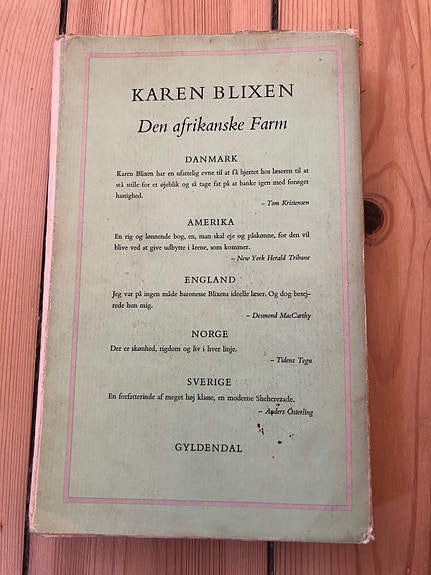 KAREN BLIXEN
Den afrikanske Farm
DANMARK
Karen Blixen har en ufattelig evne til at få hjertet hos læseren til at
stå stille for et øjeblik og så tage fat på at banke igen med forøget
hastighed.
– Tom Kristensen
AMERIKA
En rig og lønnende bog, en, man skal eje og påskønne, for den vil
blive ved at give udbytte i årene, som kommer.
– New York Herald Tribune
ENGLAND
Jeg var på ingen måde baronesse Blixens ideelle læser. Og dog besej-
rede hun mig.
– Desmond MacCarthy
NORGE
Der er skønhed, rigdom og liv i hver linje.
– Tidens Tegn
SVERIGE
En forfatterinde af meget høj klasse, en moderne Sheherezade.
– Anders Österling
GYLDENDAL